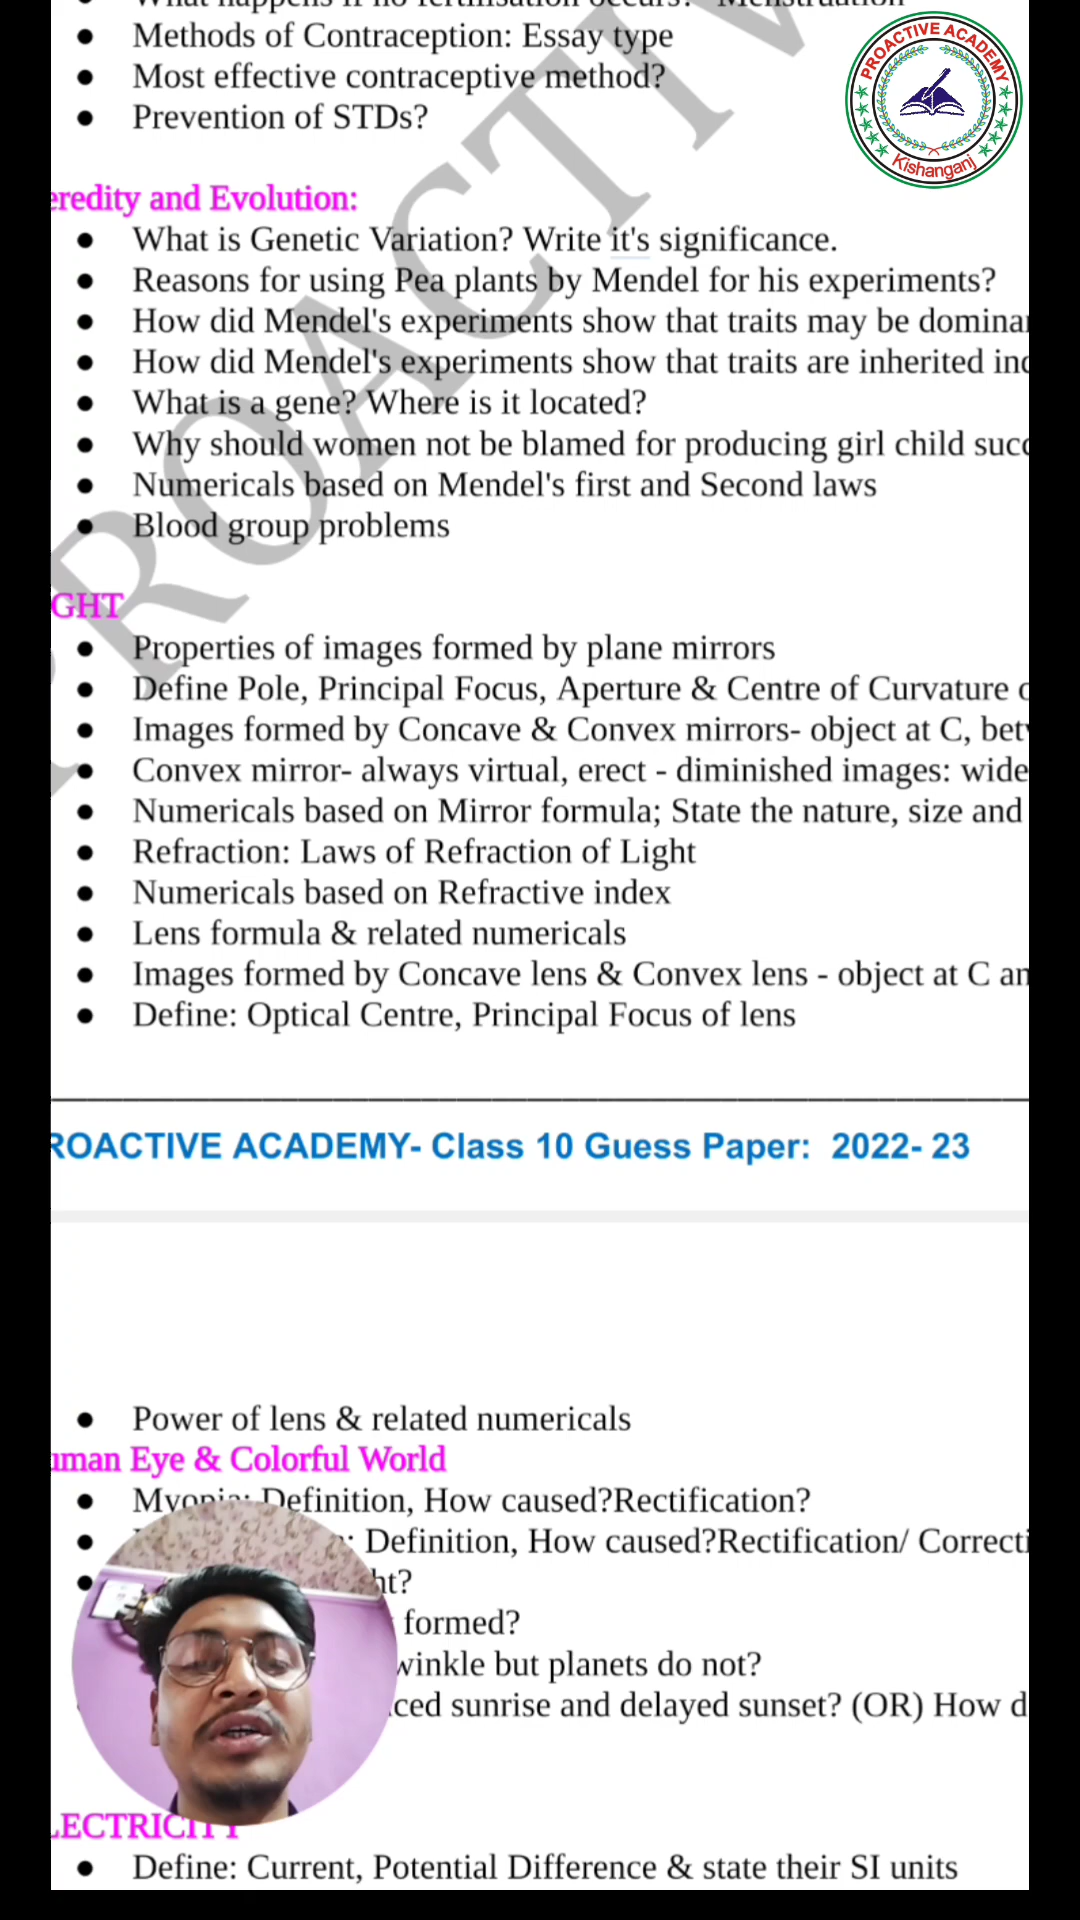 Methods of Contraception: Essay type
Most effective contraceptive method?
Prevention of STDs?
PROACTIVE ACADEMY
Kishanganj
eredity and Evolution:
What is Genetic Variation? Write it's significance.
Reasons for using Pea plants by Mendel for his experiments?
How did Mendel's experiments show that traits may be
How did Mendel's experiments show that traits are inherited
What is a gene? Where is it located?
Why should women not be blamed for producing girl child
Numericals based on Mendel's first and Second laws
Blood group problems
GHT
Properties of images formed by plane mirrors
Define Pole, Principal Focus, Aperture & Centre of Curvature
Images formed by Concave & Convex mirrors- object at C,
Convex mirror- always virtual, erect - diminished images: wide
Numericals based on Mirror formula; State the nature, size and
Refraction: Laws of Refraction of Light
Numericals based on Refractive index
Lens formula & related numericals
Images formed by Concave lens & Convex lens - object at C
Define: Optical Centre, Principal Focus of lens
ROACTIVE ACADEMY- Class 10 Guess Paper: 2022- 23
Power of lens & related numericals
uman Eye & Colorful World
Myopia: Definition, How caused?Rectification?
: Definition, How caused?Rectification/ Correcti
ht?
formed?
winkle but planets do not?
ced sunrise and delayed sunset? (OR) How d
LECTRICITY
Define: Current, Potential Difference & state their SI units
PROACTIV